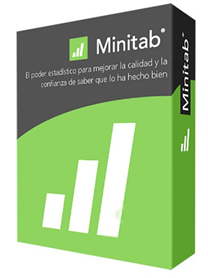 Minitab®
El poder estadístico para mejorar la calidad y la
confianza de saber que lo ha hecho bien
Minitab®